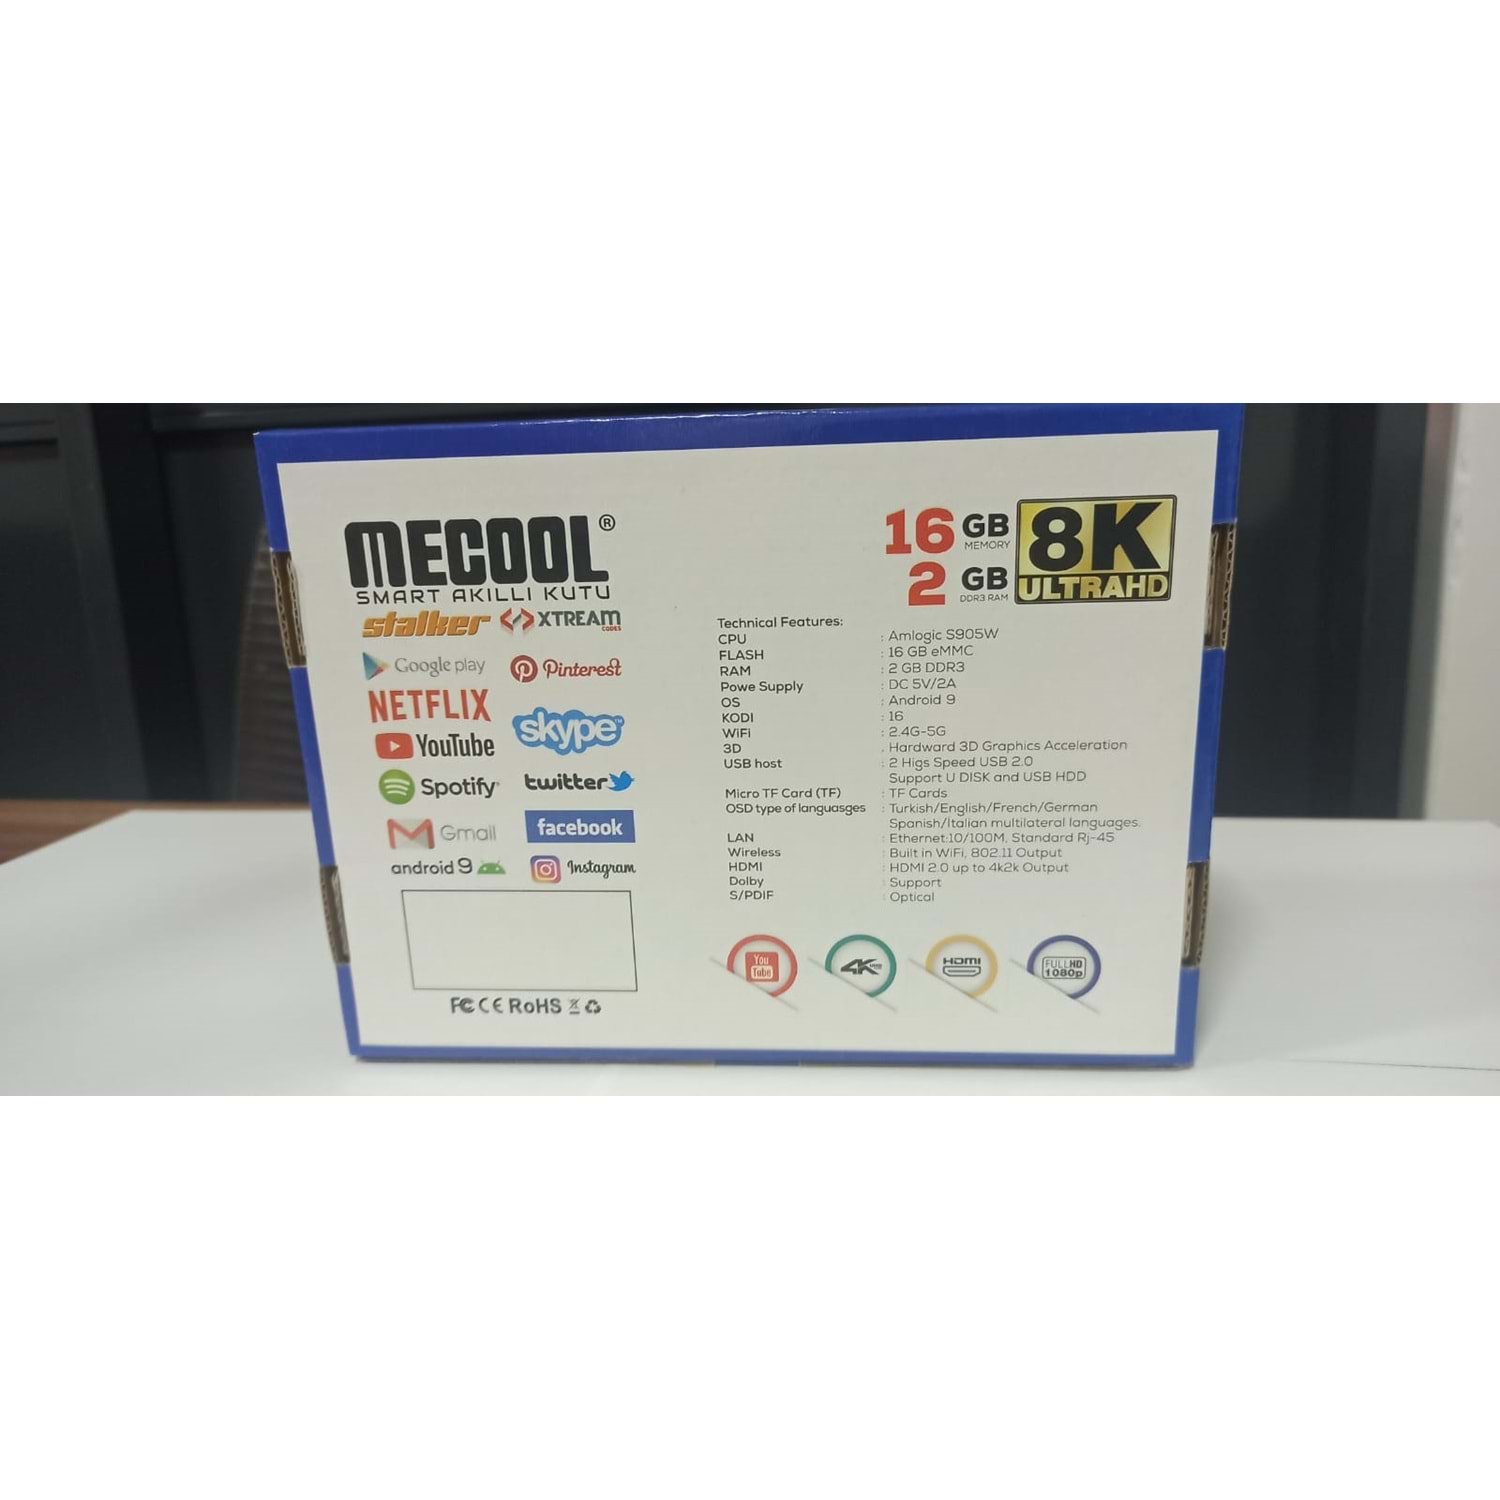 MECOOL®
SMART AKILLI KUTU
stalker XTREAM CODES
Google play Pinterest
NETFLIX
skype™
YouTube
Spotify® twitter
Gmail facebook
android 9 Instagram
FC CE RoHS
16 GB MEMORY
2 GB DDR3 RAM
8K
ULTRAHD
Technical Features:
CPU : Amlogic S905W
FLASH : 16 GB eMMC
RAM : 2 GB DDR3
Powe Supply : DC 5V/2A
OS : Android 9
KODI : 16
WiFi : 2.4G-5G
3D : Hardward 3D Graphics Acceleration
USB host : 2 Higs Speed USB 2.0
Support U DISK and USB HDD
Micro TF Card (TF) : TF Cards
OSD type of languasges : Turkish/English/French/German
Spanish/Italian multilateral languages.
LAN : Ethernet:10/100M, Standard Rj-45
Wireless : Built in WiFi, 802.11 Output
HDMI : HDMI 2.0 up to 4k2k Output
Dolby : Support
S/PDIF : Optical
You Tube
4K
HDMI
FULL HD
1080p